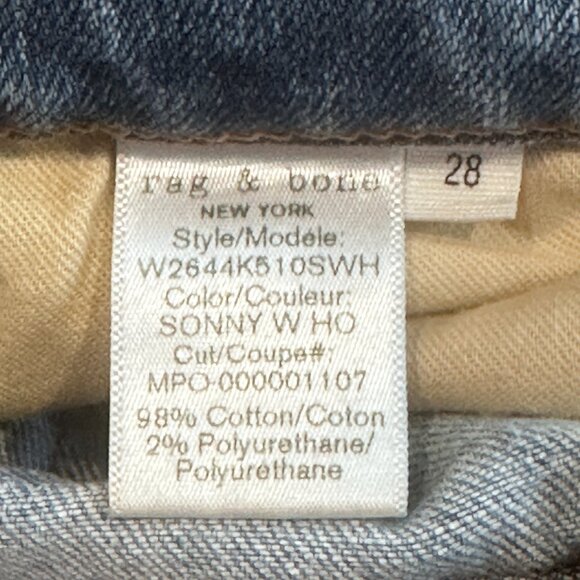 rag & bone
NEW YORK
Style/Modèle:
W2644K510SWH
Color/Couleur:
SONNY W HO
Cut/Coupe#:
MPO-000001107
98% Cotton/Coton
2% Polyurethane/
Polyurethane
28